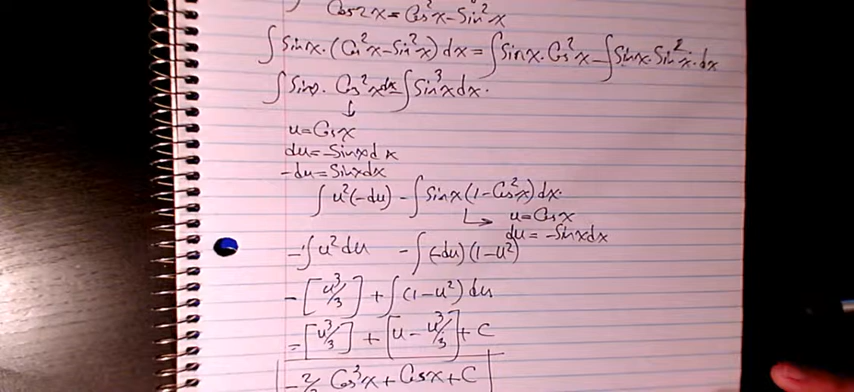 Cos2x = Cos²x - Sin²x
∫ Sinx · (Cos²x - Sin²x) dx = ∫ Sinx · Cos²x - ∫ Sinx · Sin²x · dx
∫ Sinx · Cos²x dx - ∫ Sin³x dx ·
↓
u = Cosx
du = -Sinx dx
-du = Sinx dx
∫ u² (-du) - ∫ Sinx (1 - Cos²x) dx ·
↳ u = Cosx
du = -Sinx dx
-∫ u² du - ∫ (-du) (1 - u²)
- [u³/3] + ∫ (1 - u²) du
= [u³/3] + [u - u³/3] + C
-2/3 Cos³x + Cosx + C